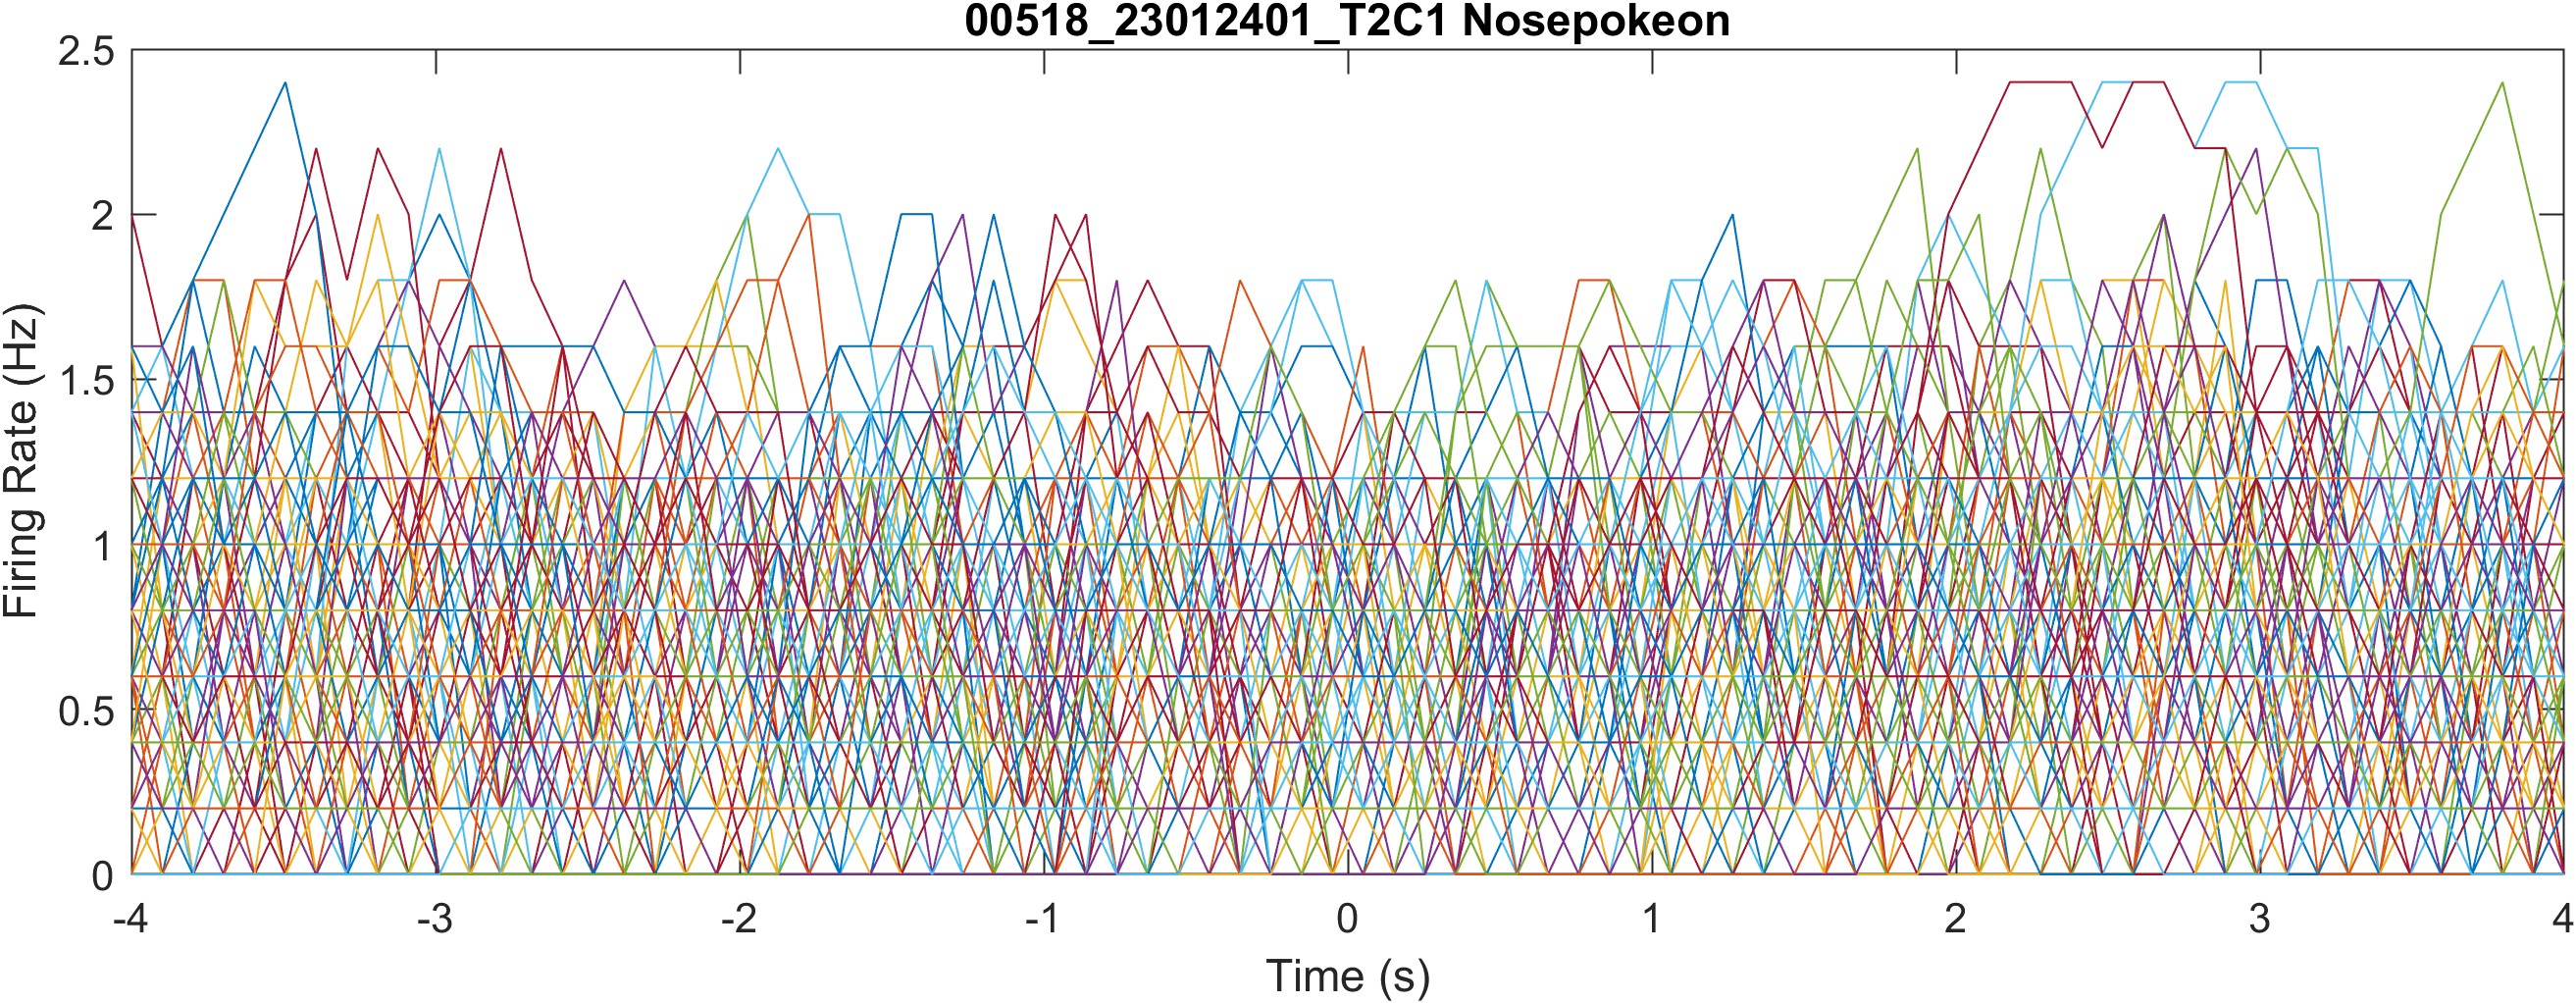 00518_23012401_T2C1 Nosepokeon
2.5
2
1.5
1
0.5
0
Firing Rate (Hz)
-4 -3 -2 -1 0 1 2 3 4
Time (s)